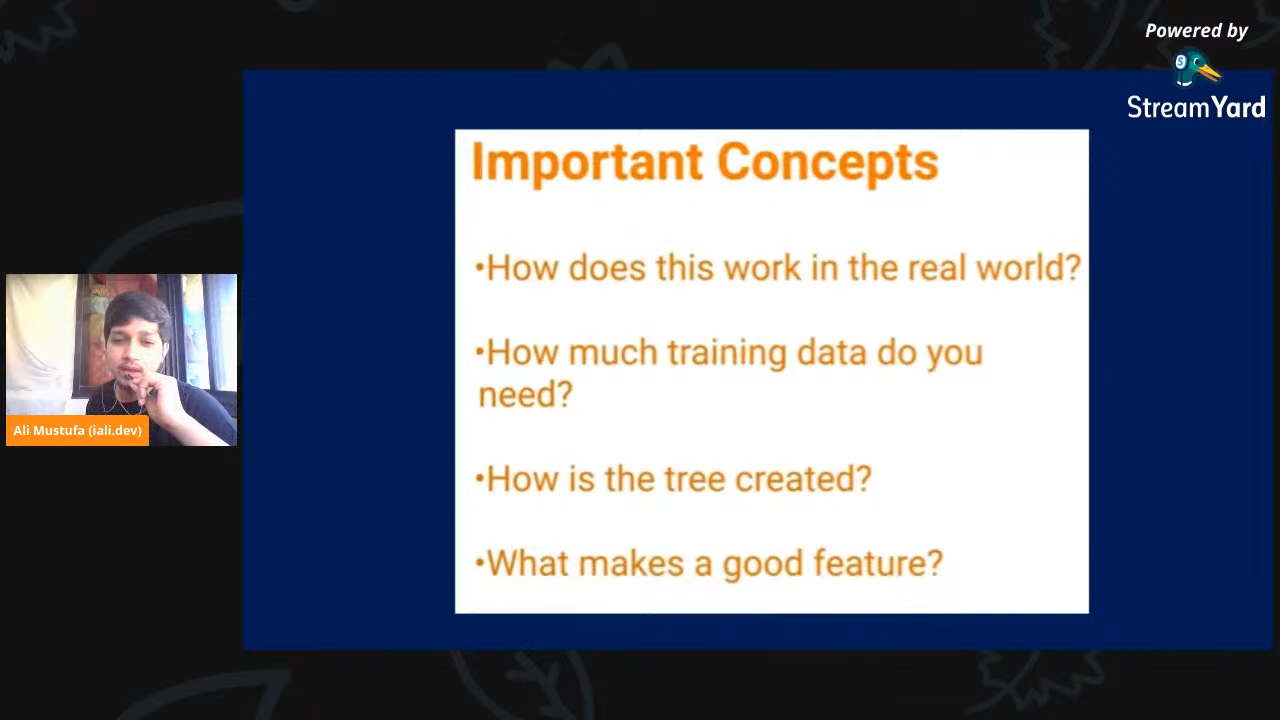 Powered by
StreamYard
Important Concepts
•How does this work in the real world?
•How much training data do you
need?
•How is the tree created?
•What makes a good feature?
Ali Mustufa (iali.dev)